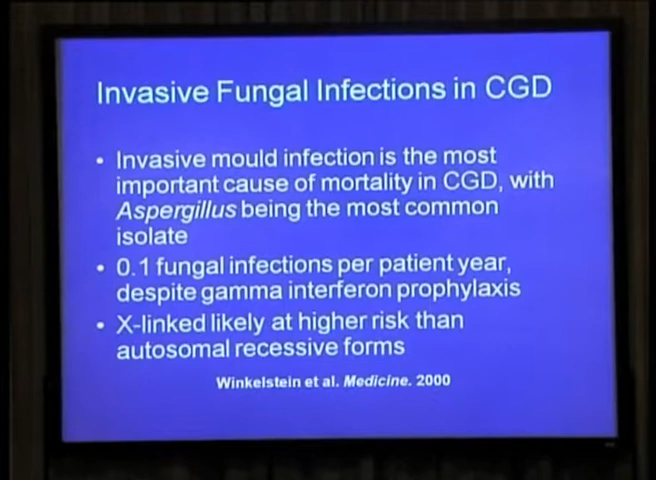 Invasive Fungal Infections in CGD
• Invasive mould infection is the most
important cause of mortality in CGD, with
Aspergillus being the most common
isolate
• 0.1 fungal infections per patient year,
despite gamma interferon prophylaxis
• X-linked likely at higher risk than
autosomal recessive forms
Winkelstein et al. Medicine. 2000